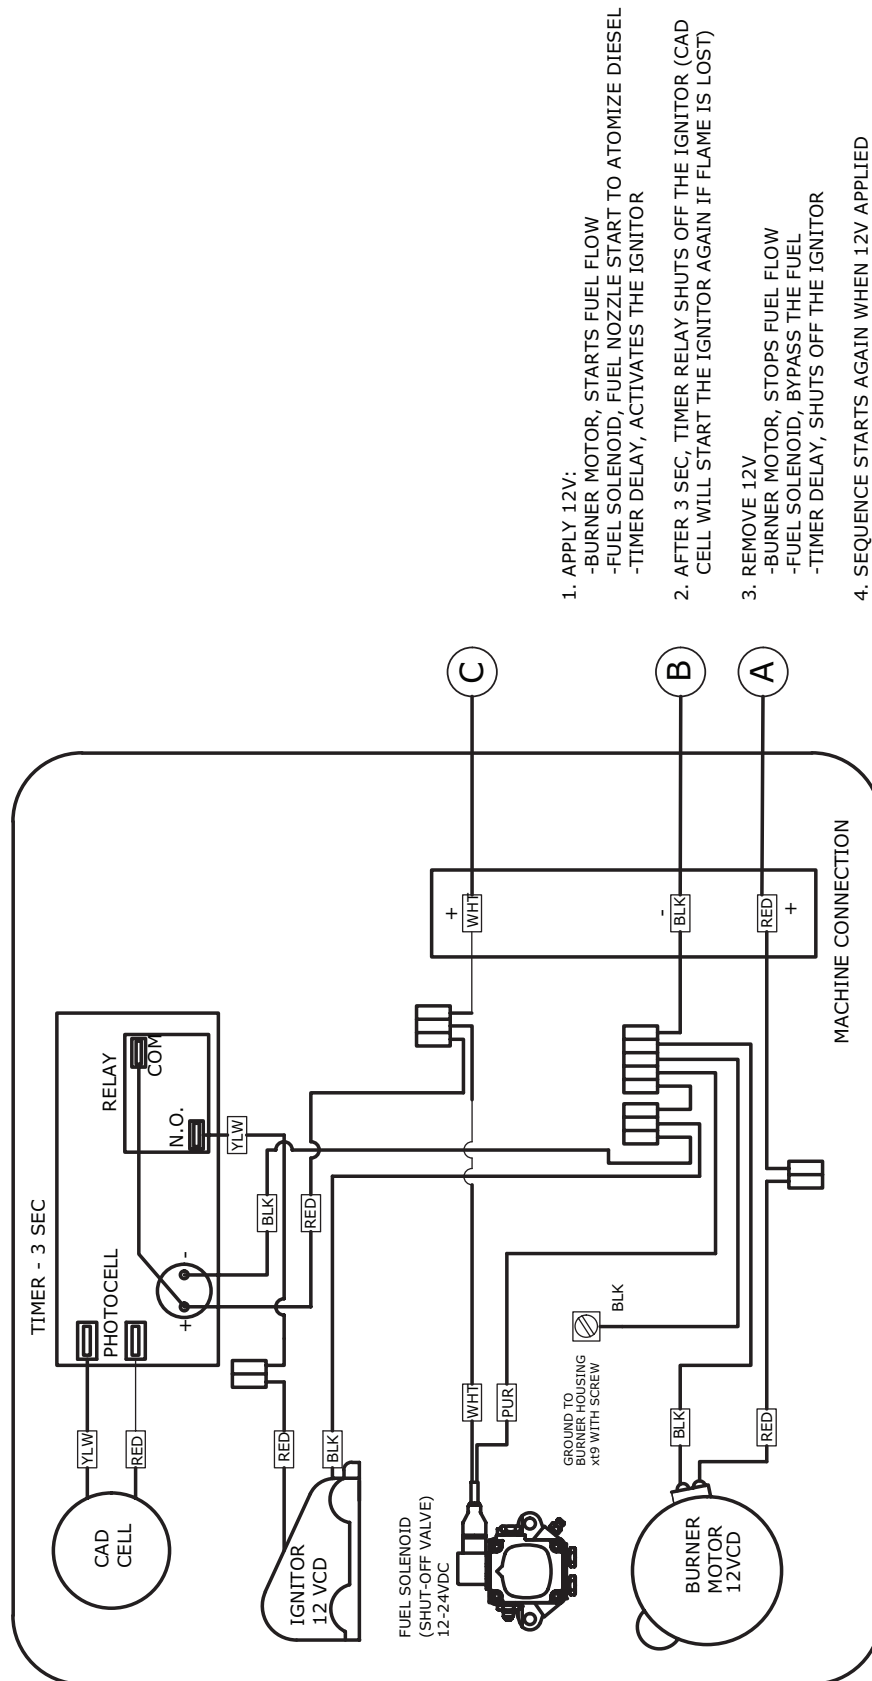 TIMER - 3 SEC
RELAY
COM
N.O.
PHOTOCELL
+
-
CAD
CELL
YLW
RED
YLW
BLK
RED
IGNITOR
12 VCD
RED
BLK
FUEL SOLENOID
(SHUT-OFF VALVE)
12-24VDC
WHT
PUR
GROUND TO
BURNER HOUSING
xt9 WITH SCREW
BLK
BURNER
MOTOR
12VCD
BLK
RED
+
WHT
-
BLK
RED
+
MACHINE CONNECTION
C
B
A
1. APPLY 12V:
-BURNER MOTOR, STARTS FUEL FLOW
-FUEL SOLENOID, FUEL NOZZLE START TO ATOMIZE DIESEL
-TIMER DELAY, ACTIVATES THE IGNITOR
2. AFTER 3 SEC, TIMER RELAY SHUTS OFF THE IGNITOR (CAD
CELL WILL START THE IGNITOR AGAIN IF FLAME IS LOST)
3. REMOVE 12V
-BURNER MOTOR, STOPS FUEL FLOW
-FUEL SOLENOID, BYPASS THE FUEL
-TIMER DELAY, SHUTS OFF THE IGNITOR
4. SEQUENCE STARTS AGAIN WHEN 12V APPLIED